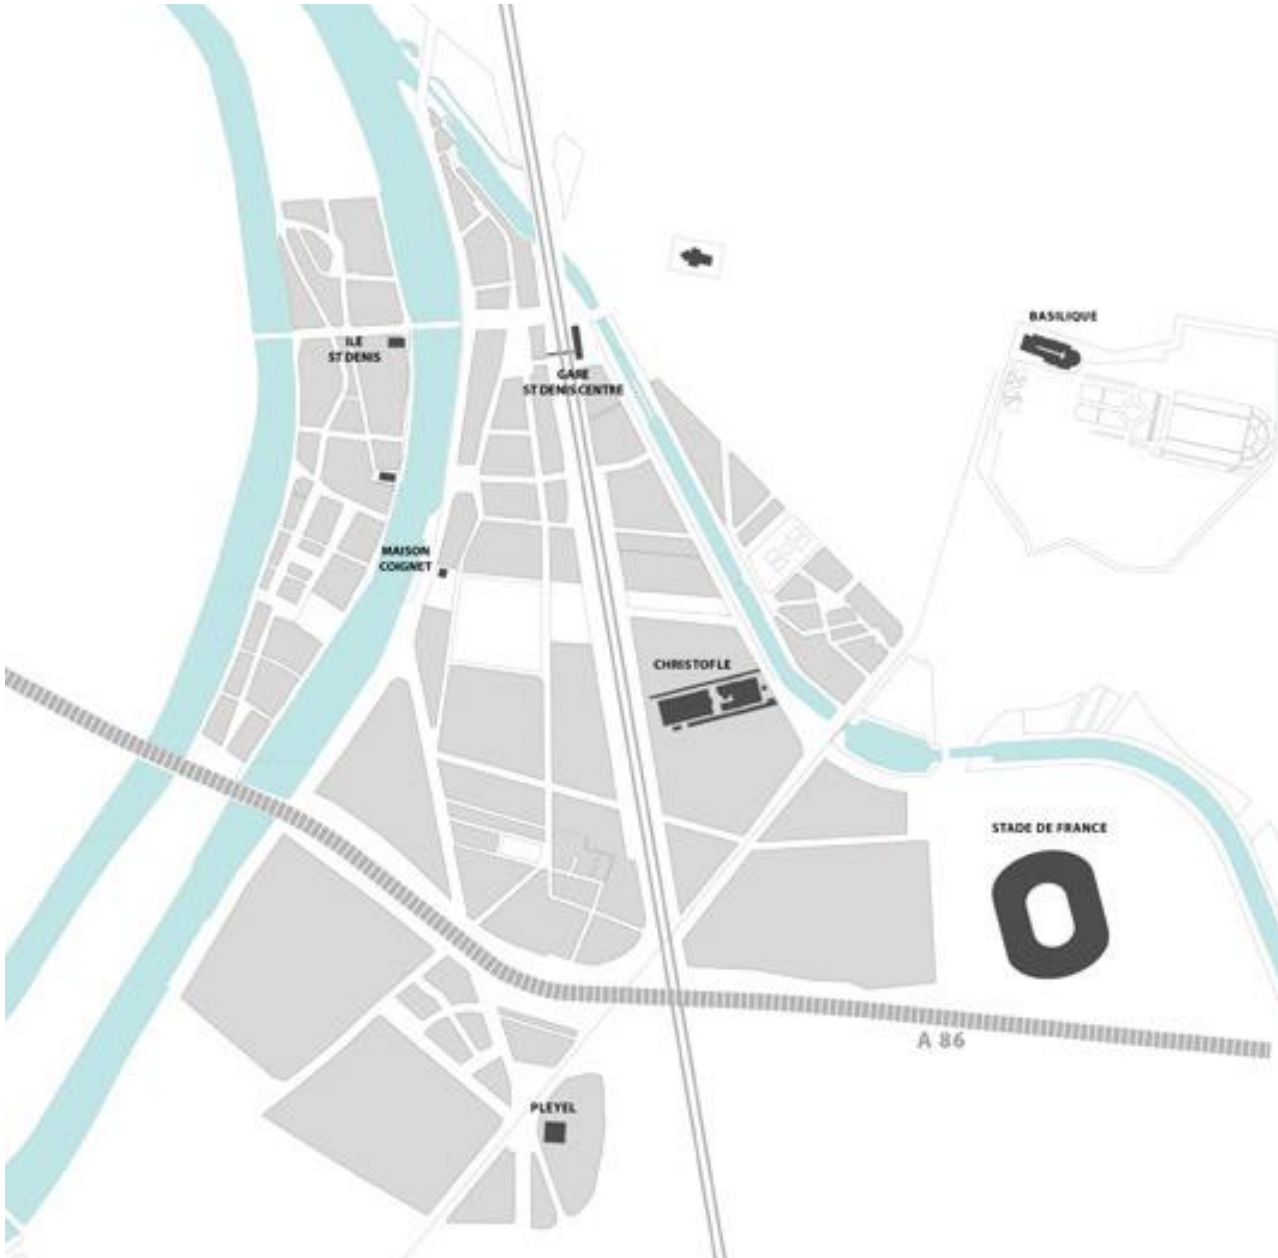 BASILIQUE
ILE
ST DENIS
GARE
ST DENIS CENTRE
MAISON
COIGNET
CHRISTOFLE
STADE DE FRANCE
A 86
PLEYEL